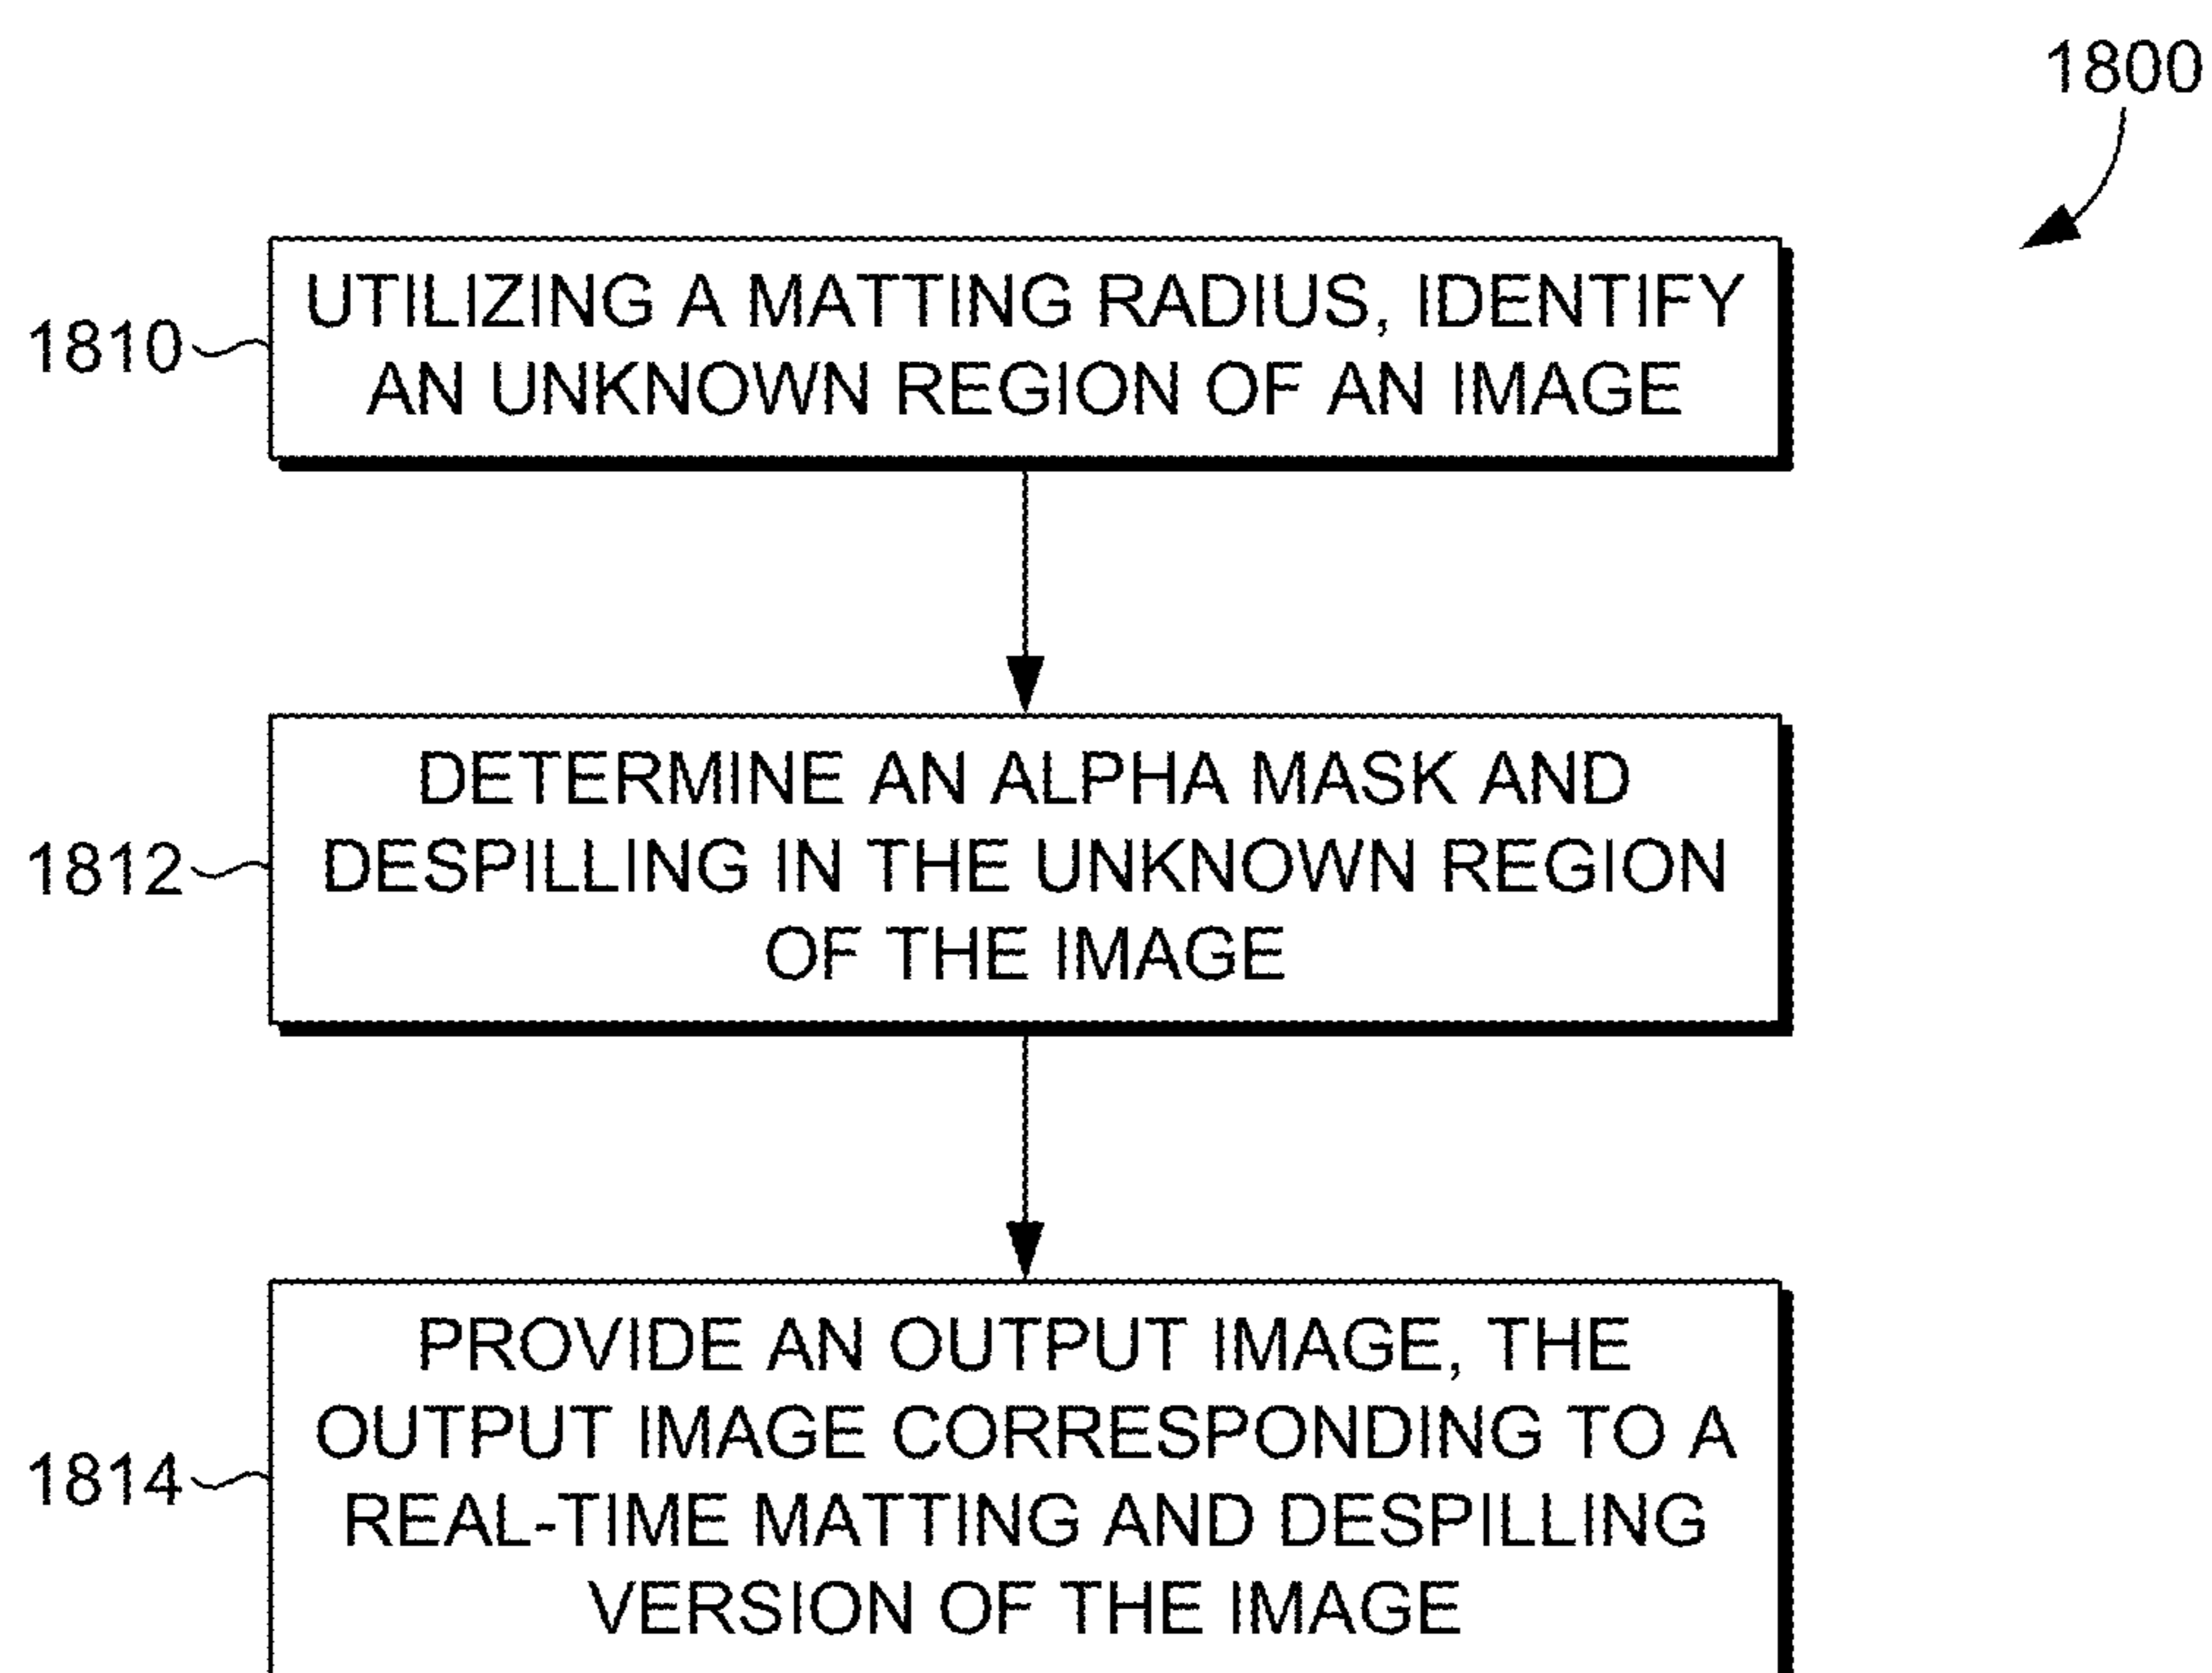 1800
1810
UTILIZING A MATTING RADIUS, IDENTIFY
AN UNKNOWN REGION OF AN IMAGE
1812
DETERMINE AN ALPHA MASK AND
DESPILLING IN THE UNKNOWN REGION
OF THE IMAGE
1814
PROVIDE AN OUTPUT IMAGE, THE
OUTPUT IMAGE CORRESPONDING TO A
REAL-TIME MATTING AND DESPILLING
VERSION OF THE IMAGE